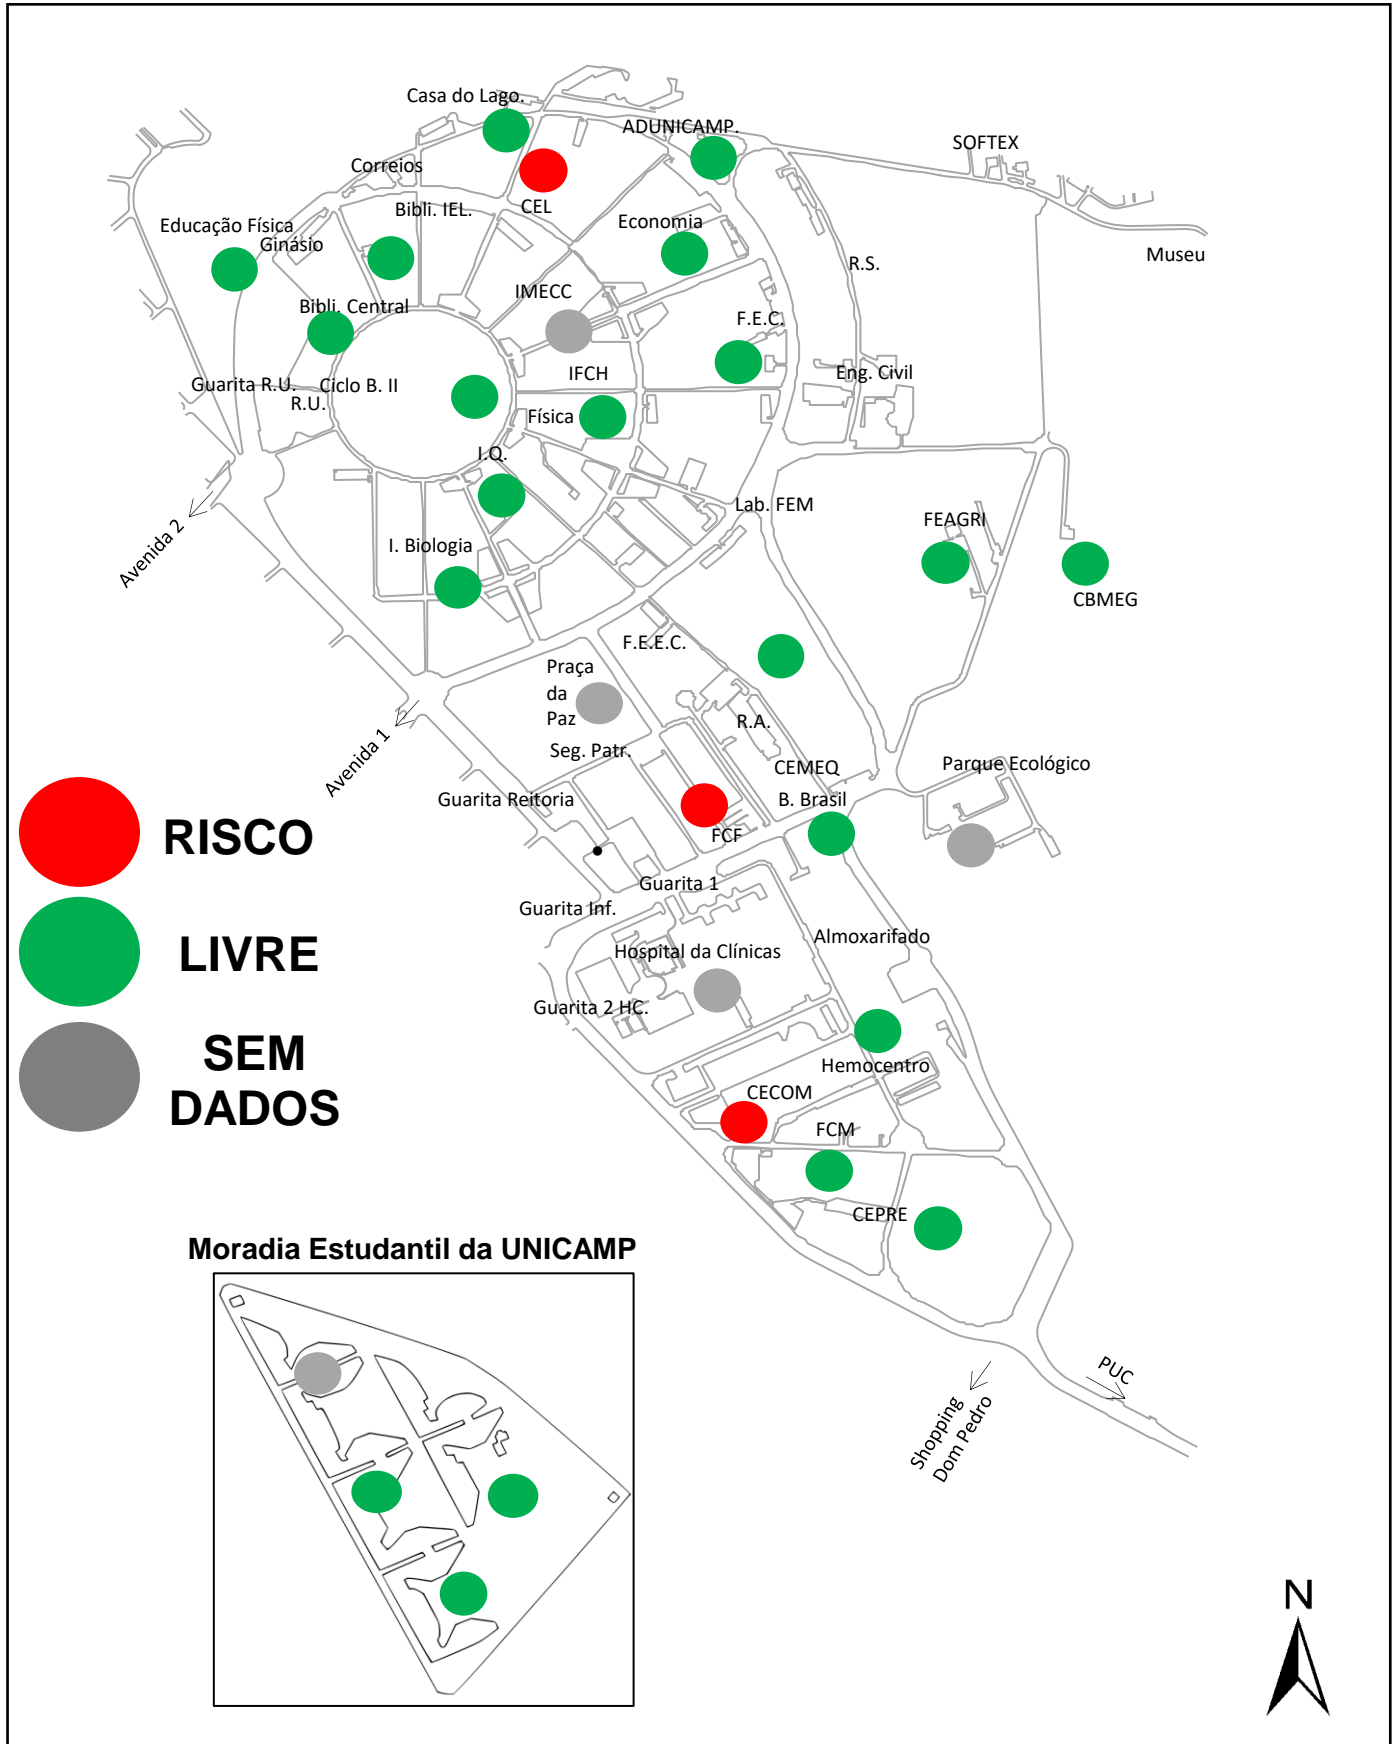 Casa do Lago.
ADUNICAMP.
SOFTEX
Correios
Bibli. IEL.
CEL
Economia
Educação Física
Ginásio
R.S.
Museu
IMECC
Bibli. Central
F.E.C.
IFCH
Eng. Civil
Guarita R.U.
Ciclo B. II
R.U.
Física
I.Q.
Lab. FEM
FEAGRI
Avenida 2
I. Biologia
CBMEG
F.E.E.C.
Praça
da
Paz
R.A.
Avenida 1
Seg. Patr.
CEMEQ
Parque Ecológico
Guarita Reitoria
B. Brasil
RISCO
FCF
Guarita 1
Guarita Inf.
LIVRE
Almoxarifado
Hospital da Clínicas
Guarita 2 HC.
SEM
DADOS
Hemocentro
CECOM
FCM
CEPRE
Moradia Estudantil da UNICAMP
PUC
Shopping
Dom Pedro
N